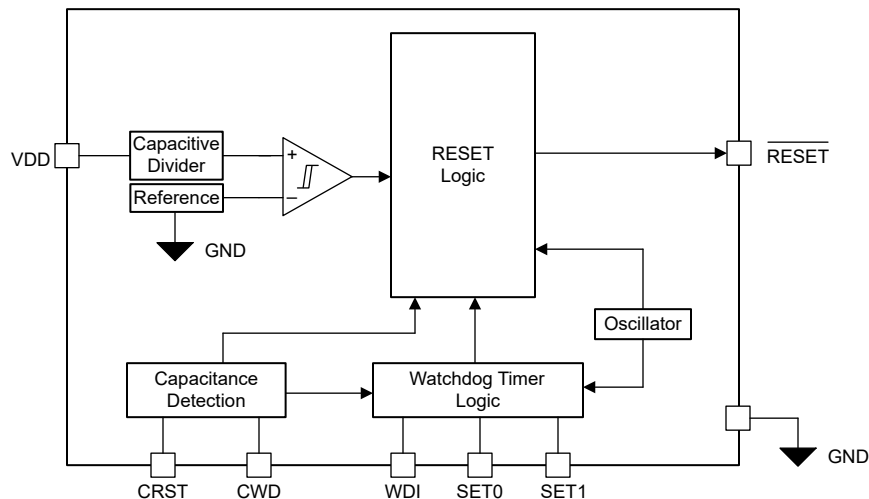 VDD
Capacitive
Divider
Reference
+
−
GND
RESET
Logic
RESET
Oscillator
Capacitance
Detection
Watchdog Timer
Logic
GND
CRST
CWD
WDI
SET0
SET1